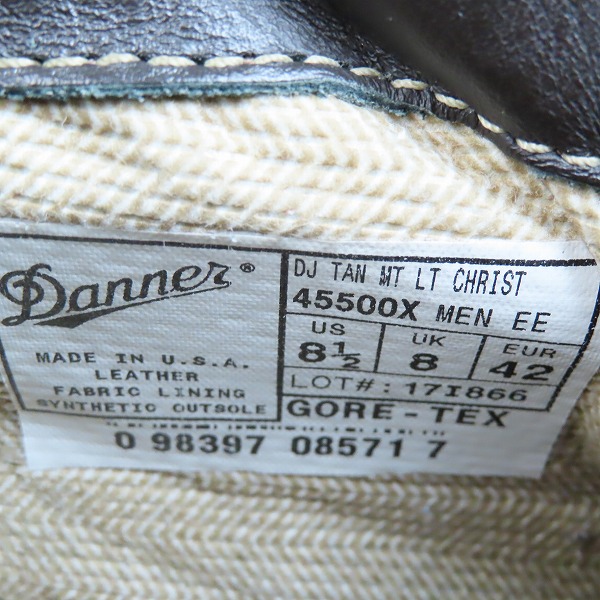 Danner®
MADE IN U.S.A.
LEATHER
FABRIC LINING
SYNTHETIC OUTSOLE
DJ TAN MT LT CHRIST
45500X MEN EE
US UK EUR
8½ 8 42
LOT#: 17I866
GORE-TEX
0 98397 08571 7